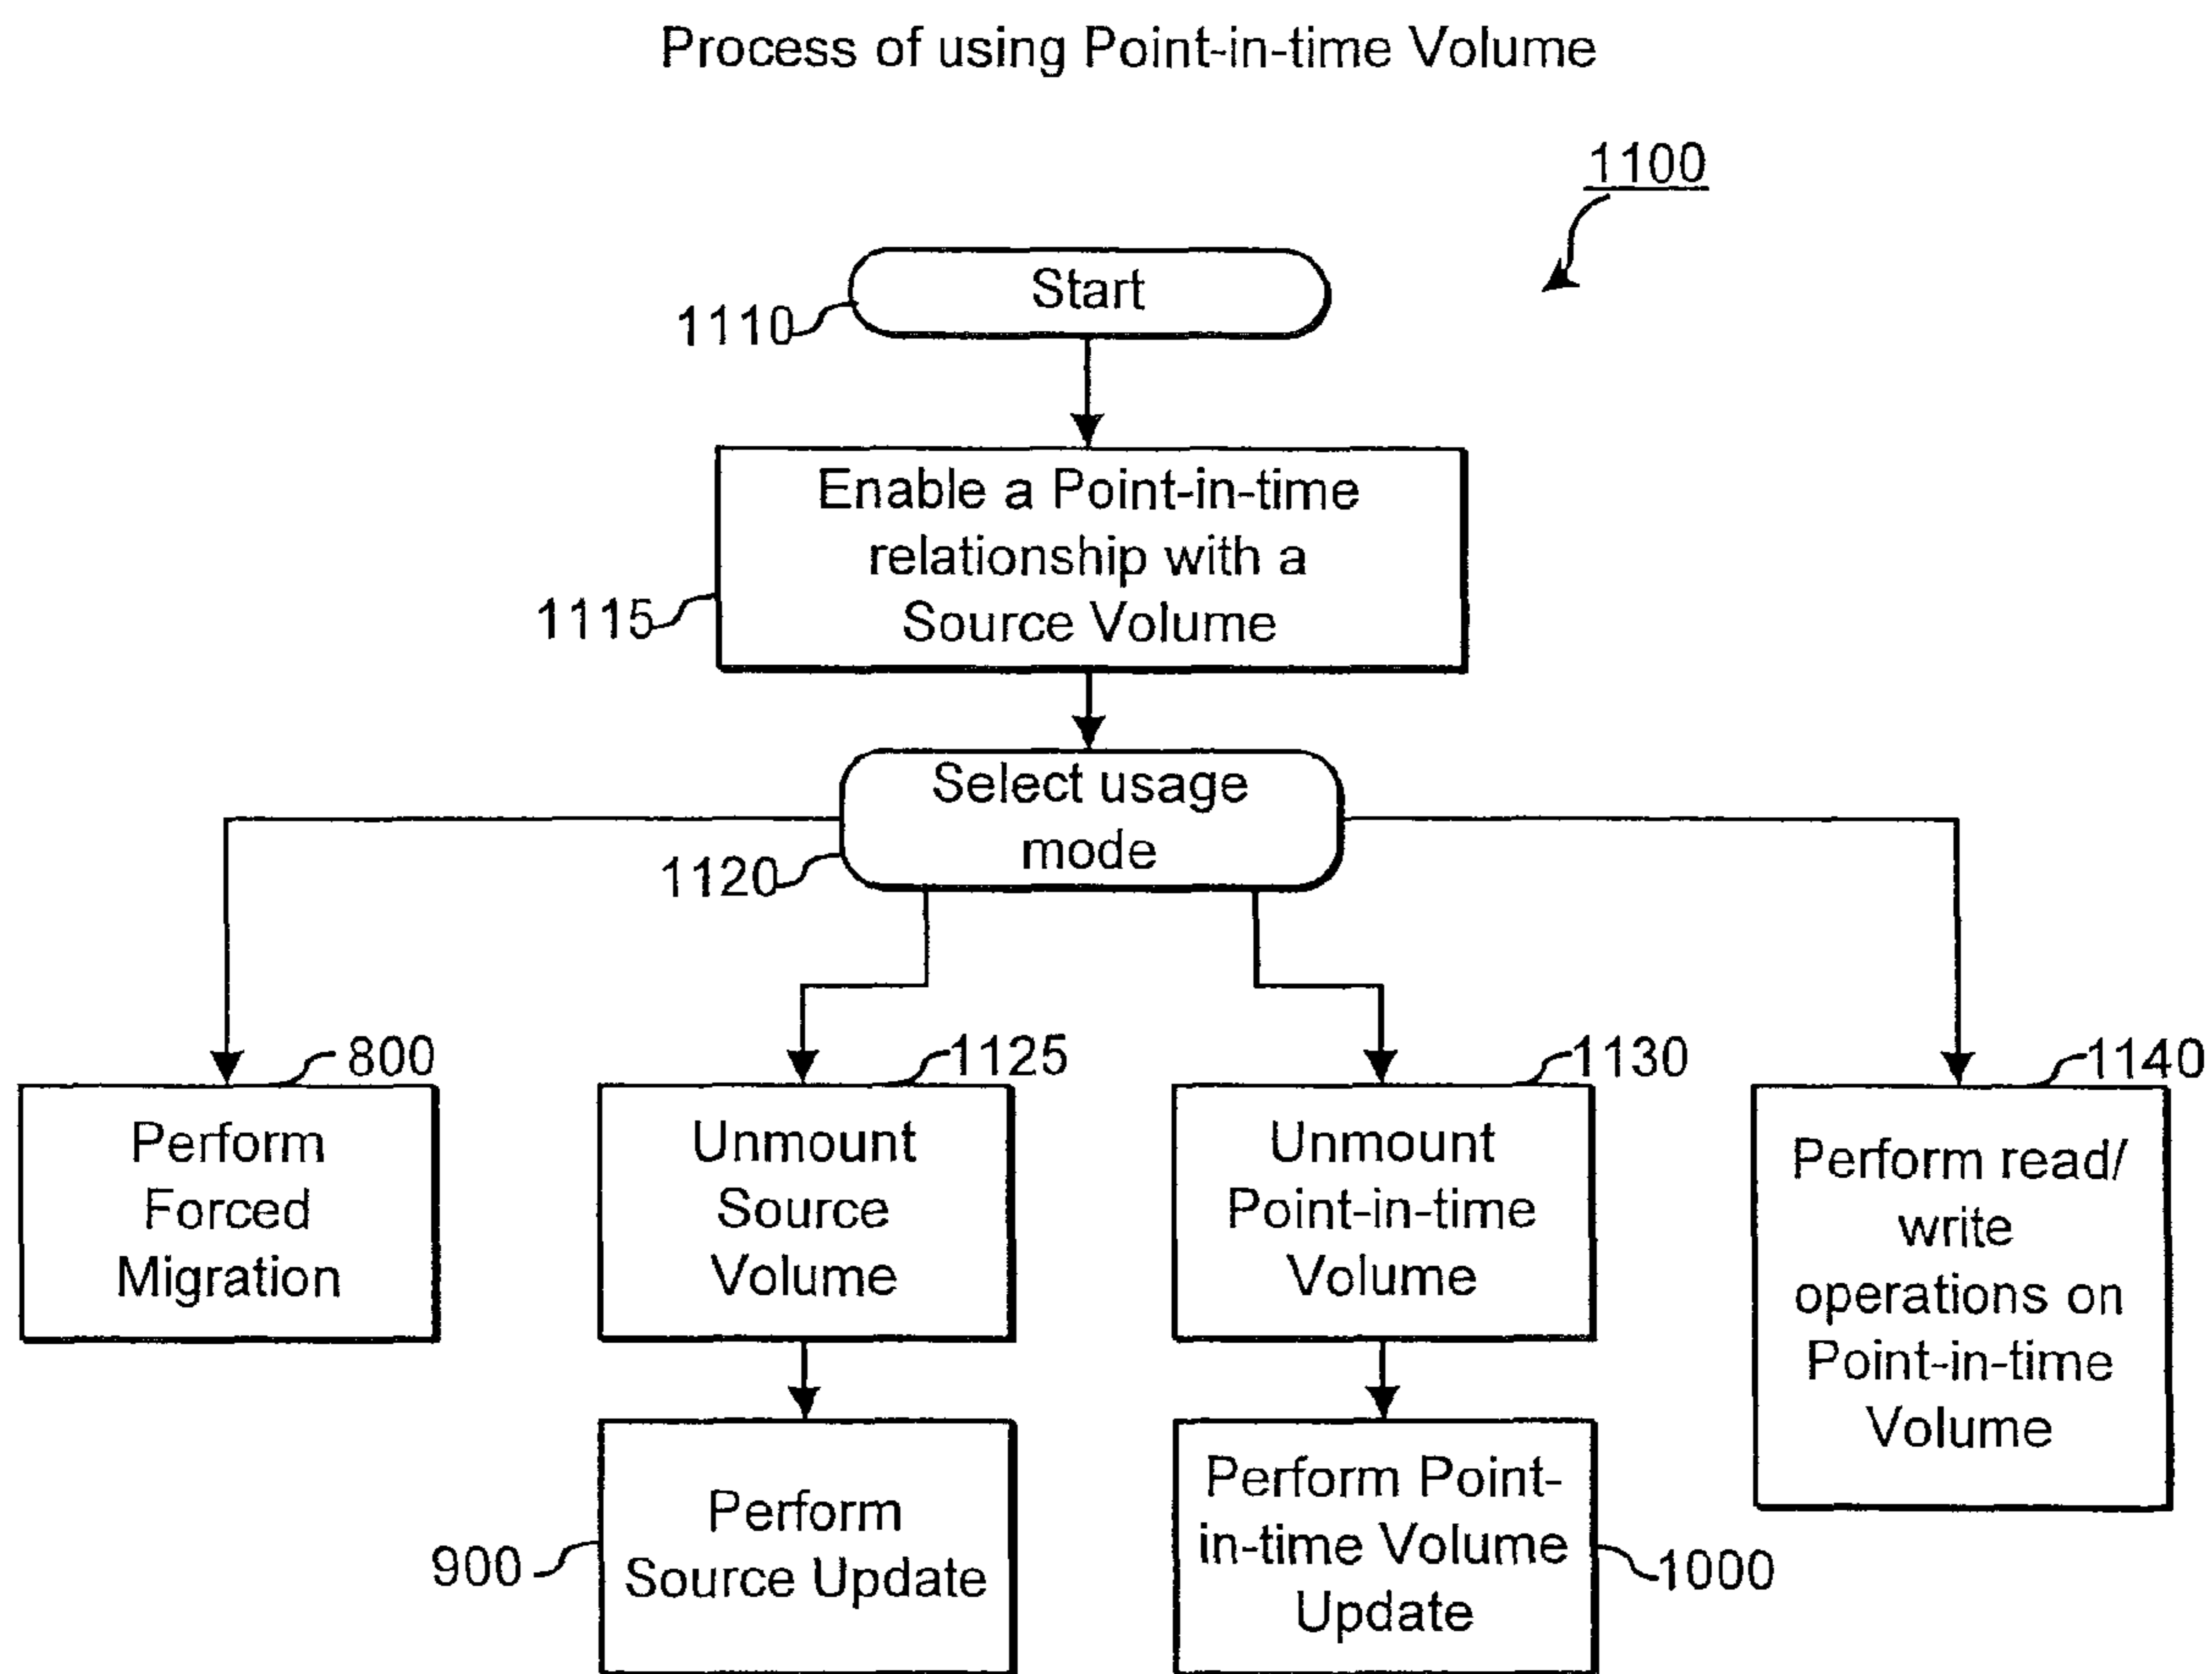 Process of using Point-in-time Volume
1100
Start
1110
Enable a Point-in-time
relationship with a
Source Volume
1115
Select usage
mode
1120
800
Perform
Forced
Migration
1125
Unmount
Source
Volume
1130
Unmount
Point-in-time
Volume
1140
Perform read/
write
operations on
Point-in-time
Volume
Perform
Source Update
900
Perform Point-
in-time Volume
Update
1000